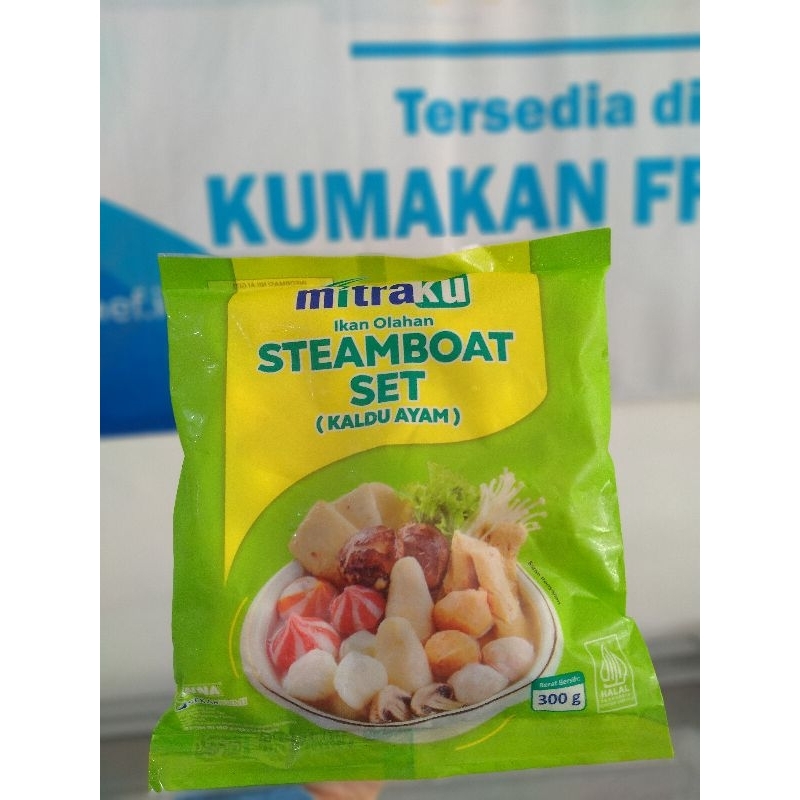 Tersedia di
KUMAKAN FR
mitraku
Ikan Olahan
STEAMBOAT
SET
(KALDU AYAM)
Berat Bersih:
300 g
HALAL